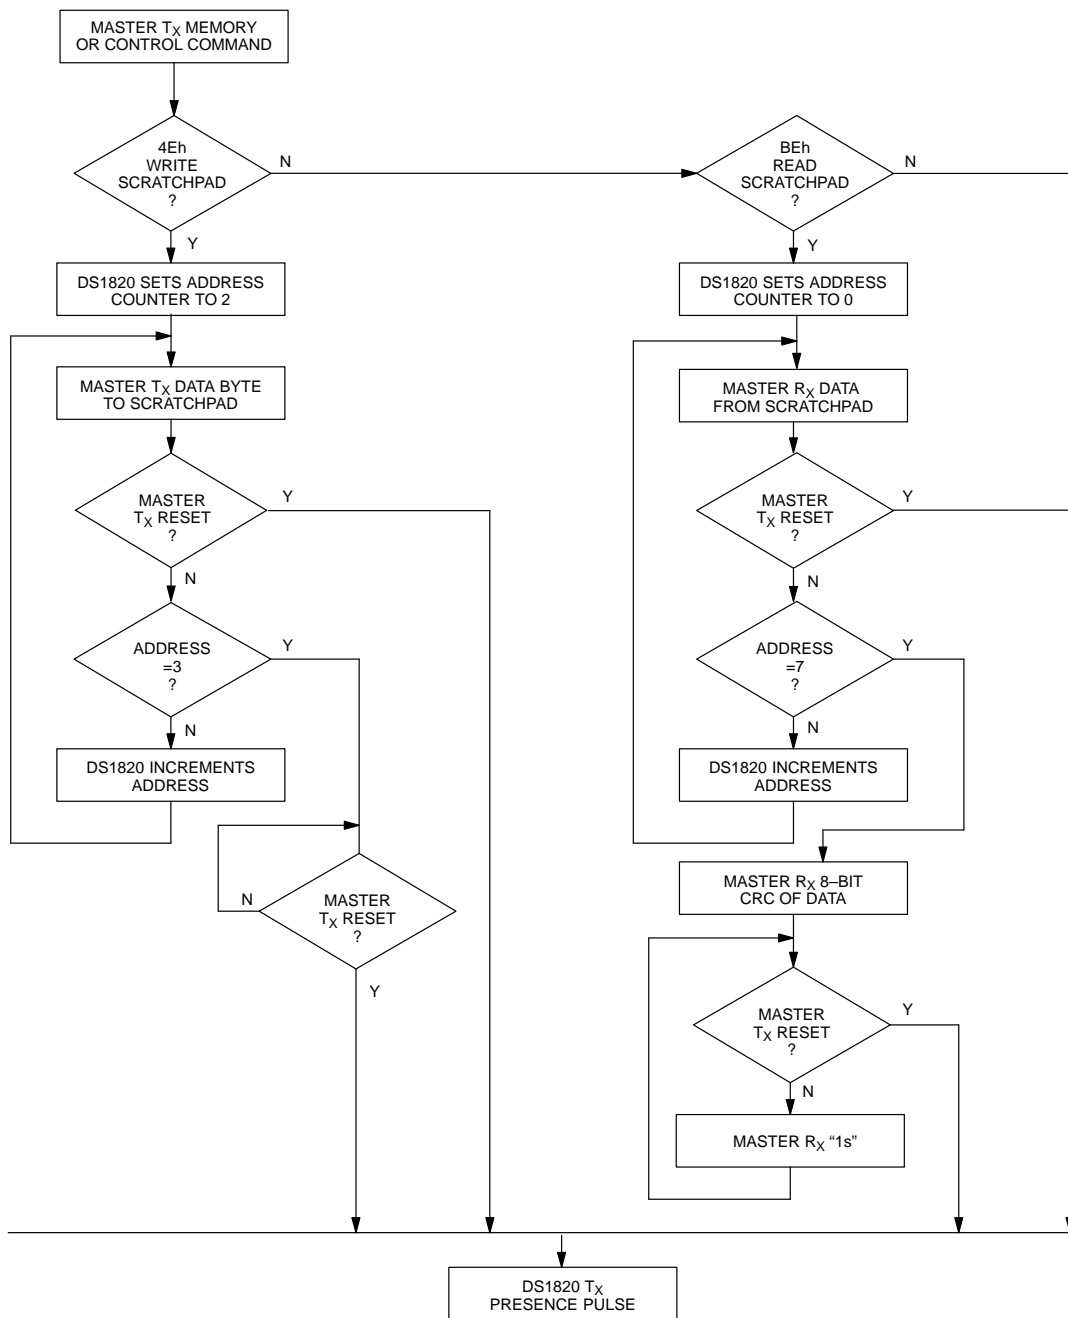 MASTER TX MEMORY
OR CONTROL COMMAND
4Eh
WRITE
SCRATCHPAD
?
N
Y
BEh
READ
SCRATCHPAD
?
N
Y
DS1820 SETS ADDRESS
COUNTER TO 2
DS1820 SETS ADDRESS
COUNTER TO 0
MASTER TX DATA BYTE
TO SCRATCHPAD
MASTER RX DATA
FROM SCRATCHPAD
MASTER
TX RESET
?
Y
N
MASTER
TX RESET
?
Y
N
ADDRESS
=3
?
Y
N
ADDRESS
=7
?
Y
N
DS1820 INCREMENTS
ADDRESS
DS1820 INCREMENTS
ADDRESS
MASTER
TX RESET
?
N
Y
MASTER RX 8–BIT
CRC OF DATA
MASTER
TX RESET
?
Y
N
MASTER RX “1s”
DS1820 TX
PRESENCE PULSE